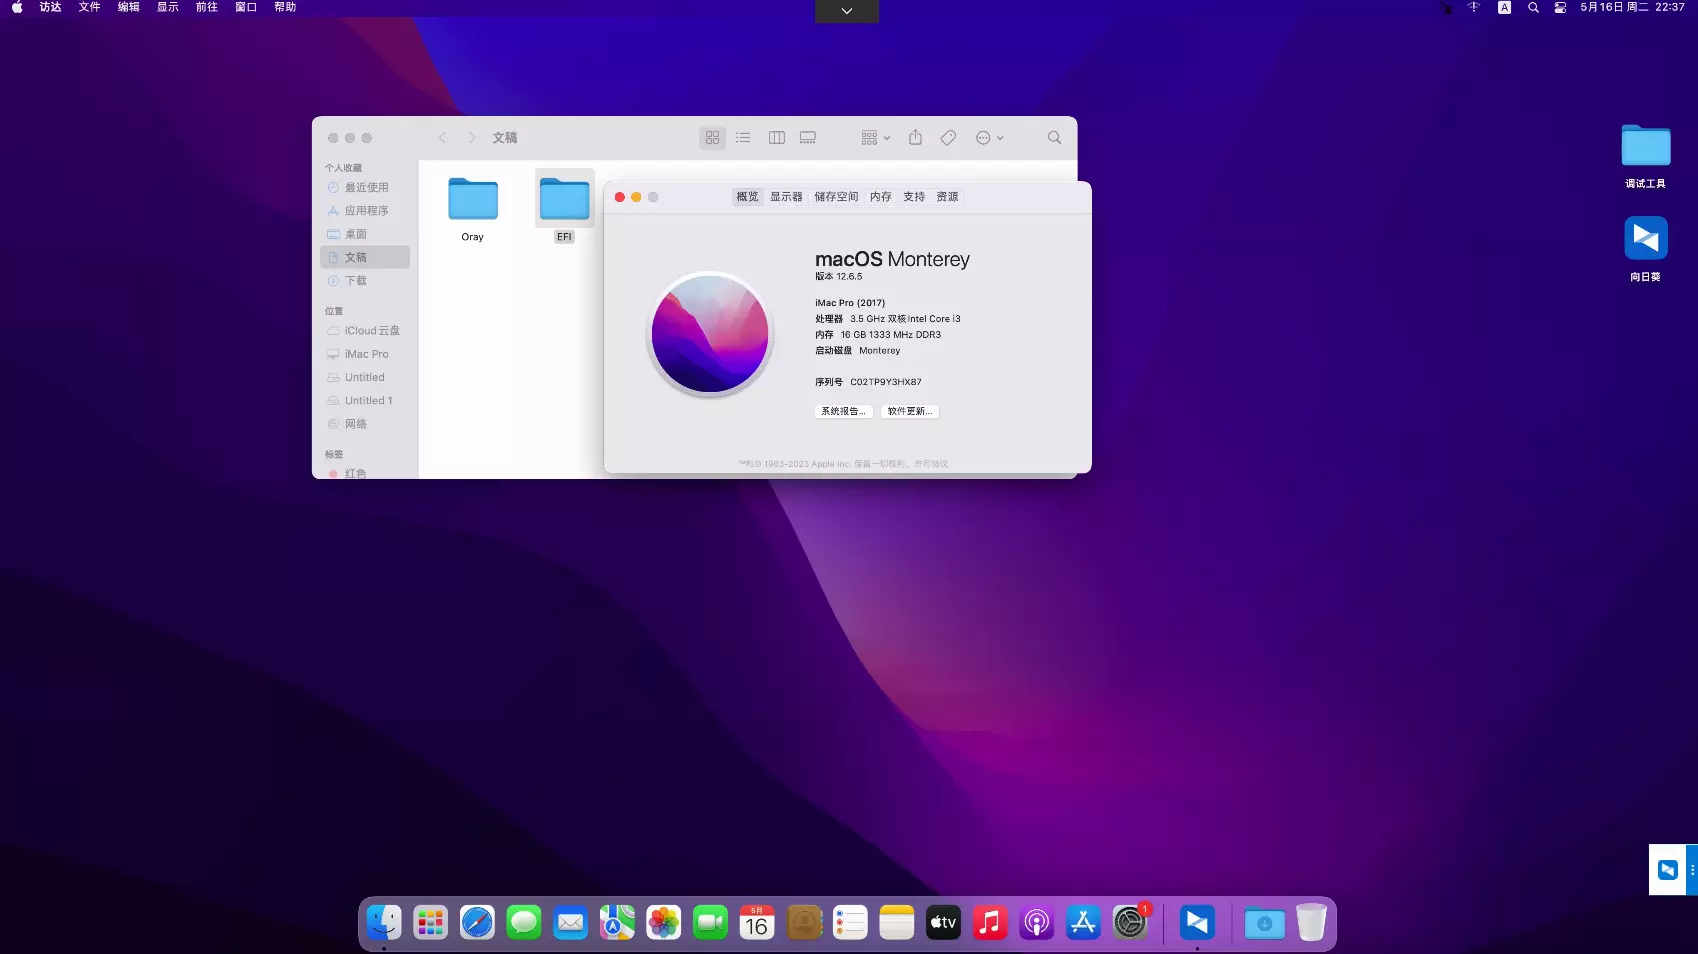 访达 文件 编辑 显示 前往 窗口 帮助
A 5月16日 周二 22:37
文稿
个人收藏
最近使用
应用程序
桌面
文稿
下载
位置
iCloud云盘
iMac Pro
Untitled
Untitled 1
网络
标签
红色
Oray
EFI
概览 显示器 储存空间 内存 支持 资源
macOS Monterey
版本 12.6.5
iMac Pro (2017)
处理器 3.5 GHz 双核Intel Core i3
内存 16 GB 1333 MHz DDR3
启动磁盘 Monterey
序列号 C02TP9Y3HX87
系统报告... 软件更新...
™和© 1983-2023 Apple Inc. 保留一切权利。许可协议
调试工具
向日葵
5月
16
tv
1